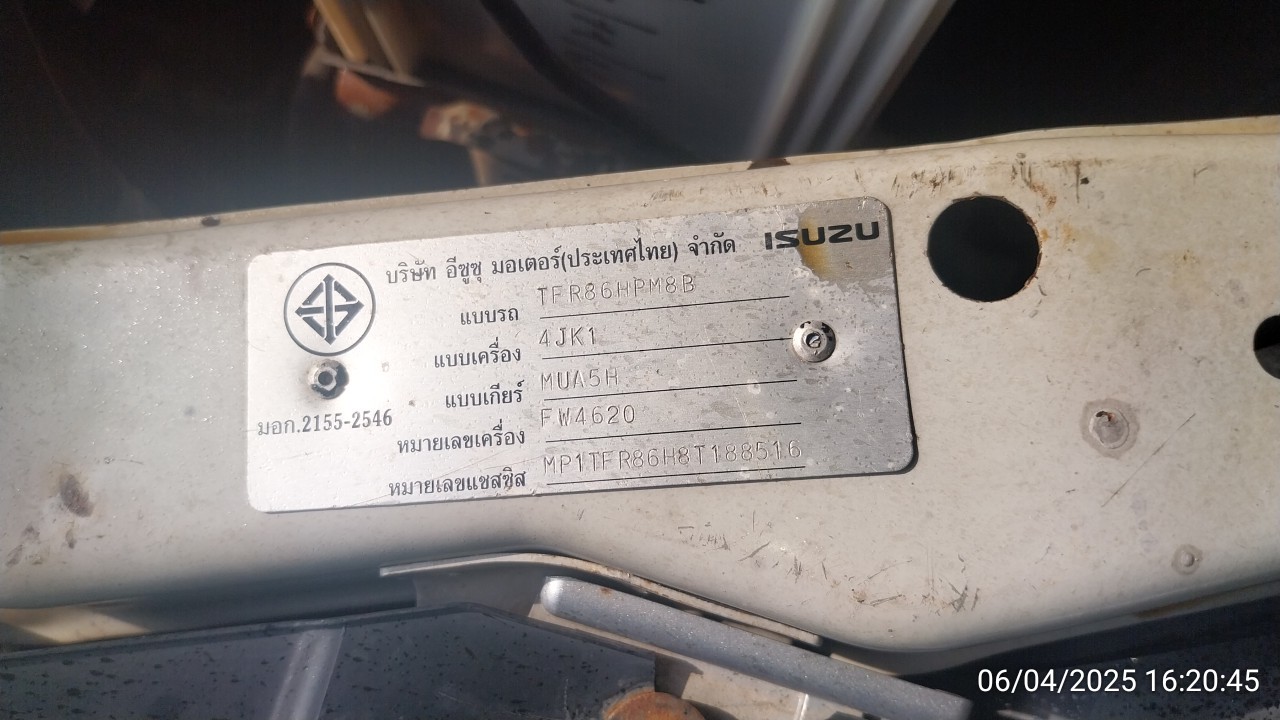 บริษัท อีซูซุ มอเตอร์(ประเทศไทย) จำกัด ISUZU
แบบรถ TFR86HPM8B
แบบเครื่อง 4JK1
แบบเกียร์ MUA5H
มอก.2155-2546
หมายเลขเครื่อง FW4620
หมายเลขแชสซิส MP1TFR86H8T188516
06/04/2025 16:20:45